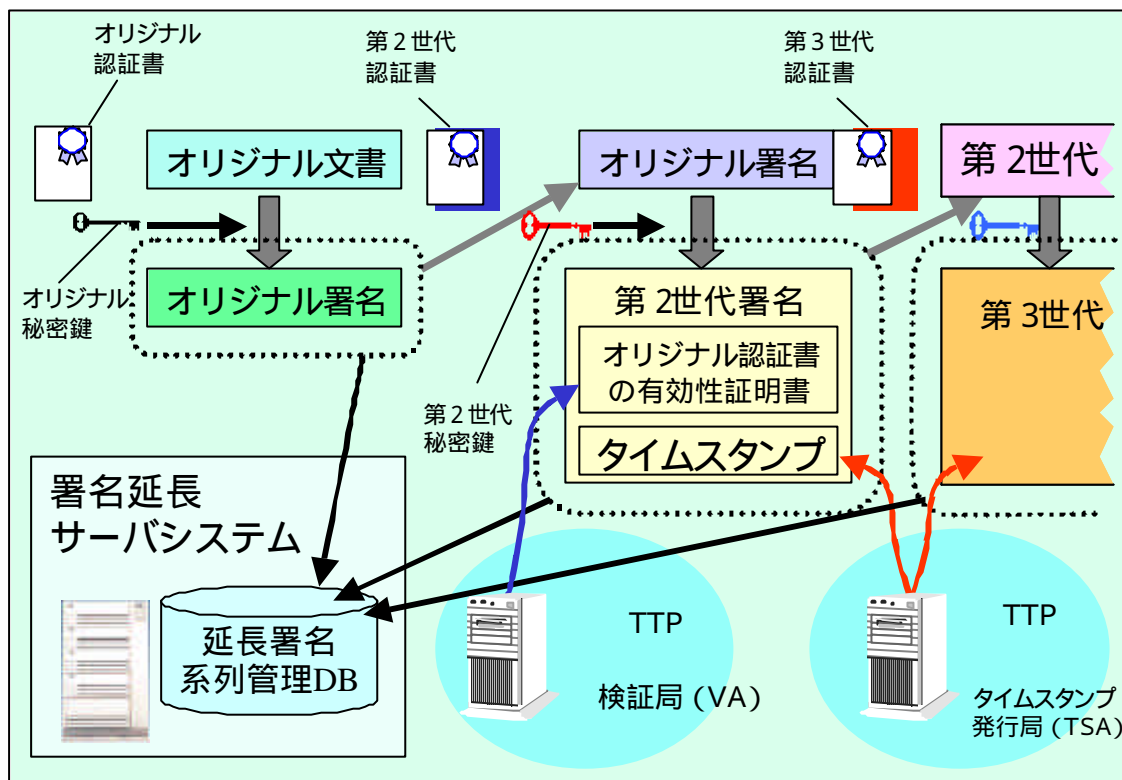 オリジナル
認証書
第２世代
認証書
第３世代
認証書
オリジナル文書
オリジナル署名
第 2世代
オリジナル署名
オリジナル
秘密鍵
第 2世代署名
オリジナル認証書
の有効性証明書
タイムスタンプ
第 3世代
第２世代
秘密鍵
署名延長
サーバシステム
延長署名
系列管理DB
TTP
検証局 (VA)
TTP
タイムスタンプ
発行局 (TSA)